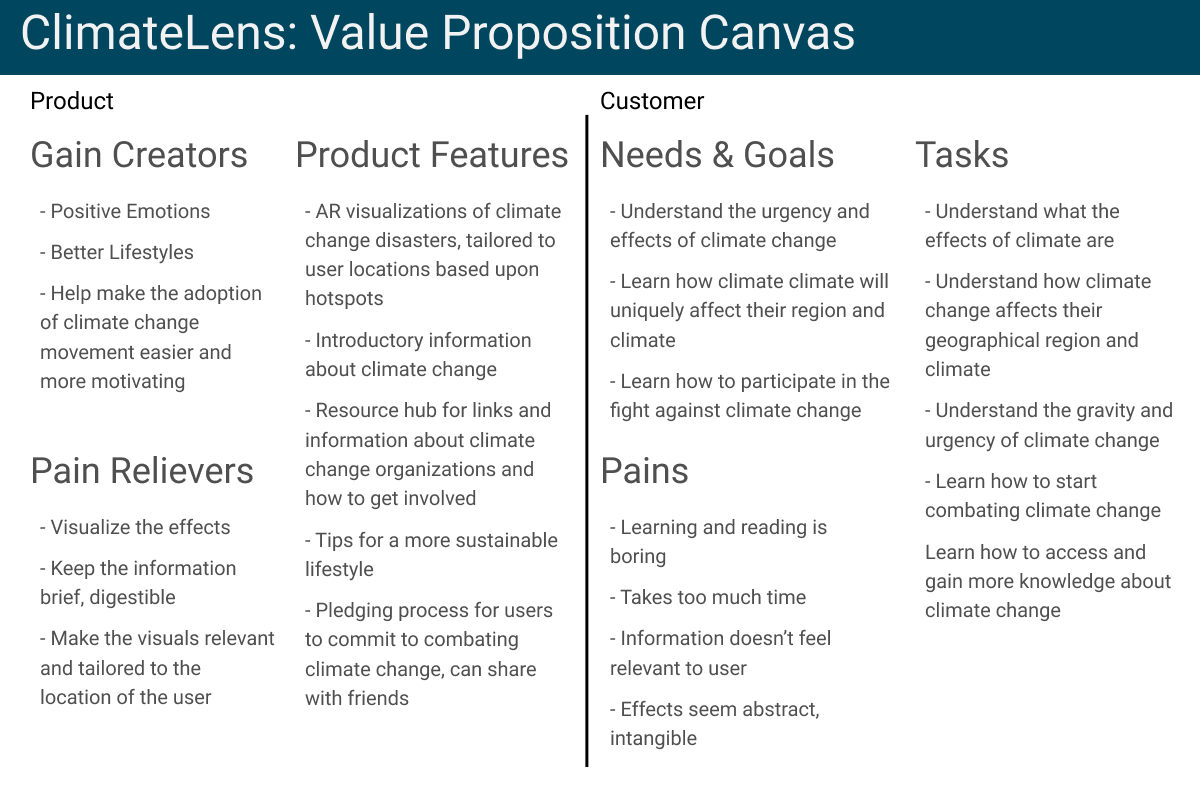 ClimateLens: Value Proposition Canvas
Product
Gain Creators
- Positive Emotions
- Better Lifestyles
- Help make the adoption
of climate change
movement easier and
more motivating
Pain Relievers
- Visualize the effects
- Keep the information
brief, digestible
- Make the visuals relevant
and tailored to the
location of the user
Product Features
- AR visualizations of climate
change disasters, tailored to
user locations based upon
hotspots
- Introductory information
about climate change
- Resource hub for links and
information about climate
change organizations and
how to get involved
- Tips for a more sustainable
lifestyle
- Pledging process for users
to commit to combating
climate change, can share
with friends
Customer
Needs & Goals
- Understand the urgency and
effects of climate change
- Learn how climate climate will
uniquely affect their region and
climate
- Learn how to participate in the
fight against climate change
Pains
- Learning and reading is
boring
- Takes too much time
- Information doesn’t feel
relevant to user
- Effects seem abstract,
intangible
Tasks
- Understand what the
effects of climate are
- Understand how climate
change affects their
geographical region and
climate
- Understand the gravity and
urgency of climate change
- Learn how to start
combating climate change
Learn how to access and
gain more knowledge about
climate change